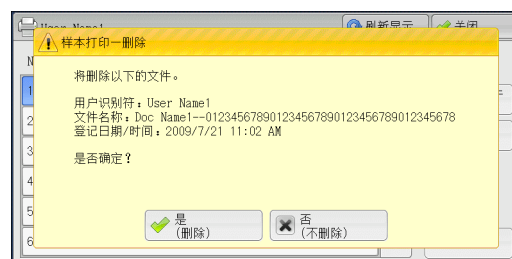 User Name1
刷新显示
关闭
样本打印—删除
N
将删除以下的文件。
用户识别符：User Name1
文件名称：Doc Name1--012345678901234567890123456789012345678
登记日期/时间：2009/7/21 11:02 AM
是否确定？
1
2
3
4
5
6
是
(删除)
否
(不删除)